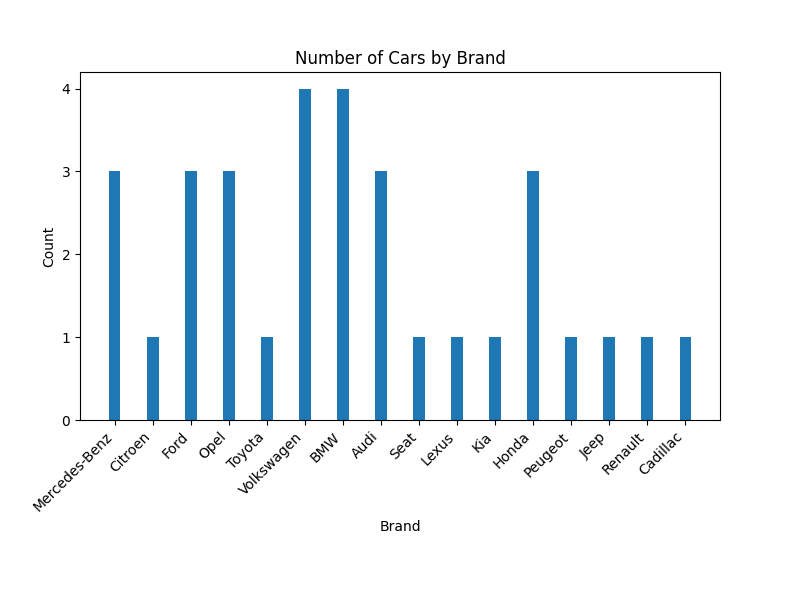 Number of Cars by Brand
Count
4
3
2
1
0
Mercedes-Benz
Citroen
Ford
Opel
Toyota
Volkswagen
BMW
Audi
Seat
Lexus
Kia
Honda
Peugeot
Jeep
Renault
Cadillac
Brand